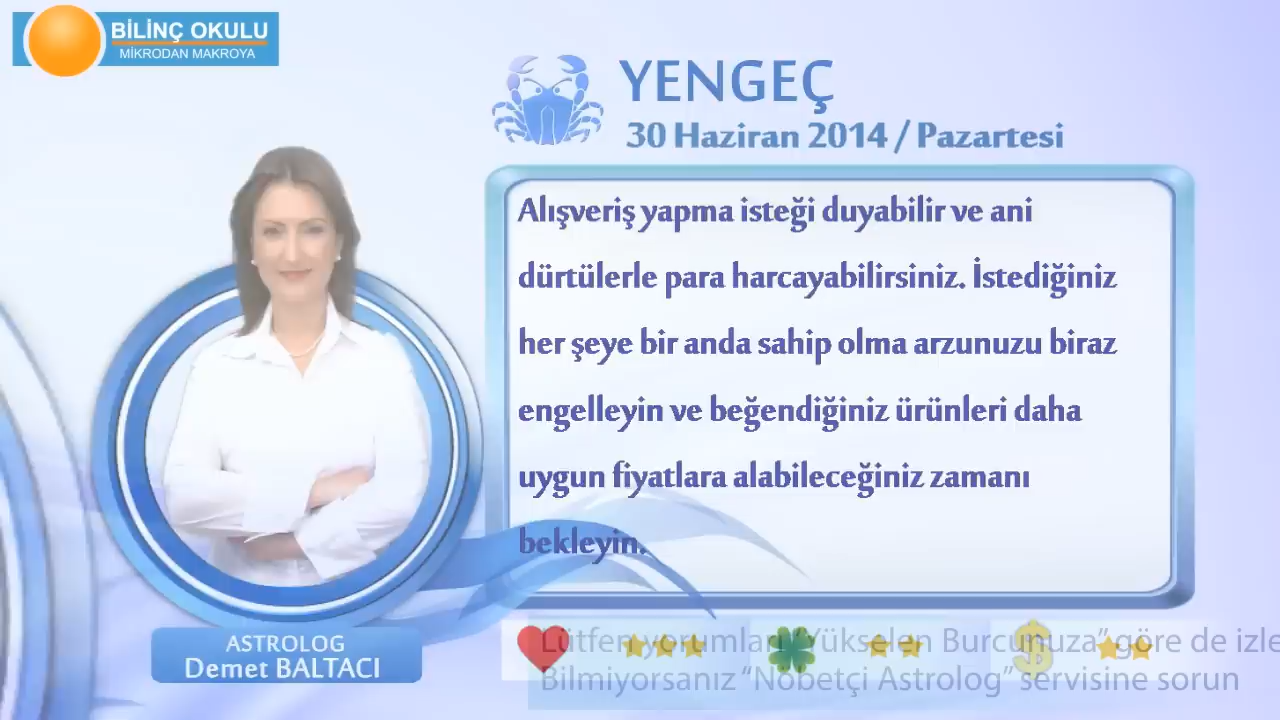 BİLİNÇ OKULU
MİKRODAN MAKROYA
YENGEÇ
30 Haziran 2014 / Pazartesi
Alışveriş yapma isteği duyabilir ve ani
dürtülerle para harcayabilirsiniz. İstediğiniz
her şeye bir anda sahip olma arzunuzu biraz
engelleyin ve beğendiğiniz ürünleri daha
uygun fiyatlara alabileceğiniz zamanı
bekleyin.
ASTROLOG
Demet BALTACI
Lütfen yorumları "Yükselen Burcunuza" göre de izle
Bilmiyorsanız "Nöbetçi Astrolog" servisine sorun